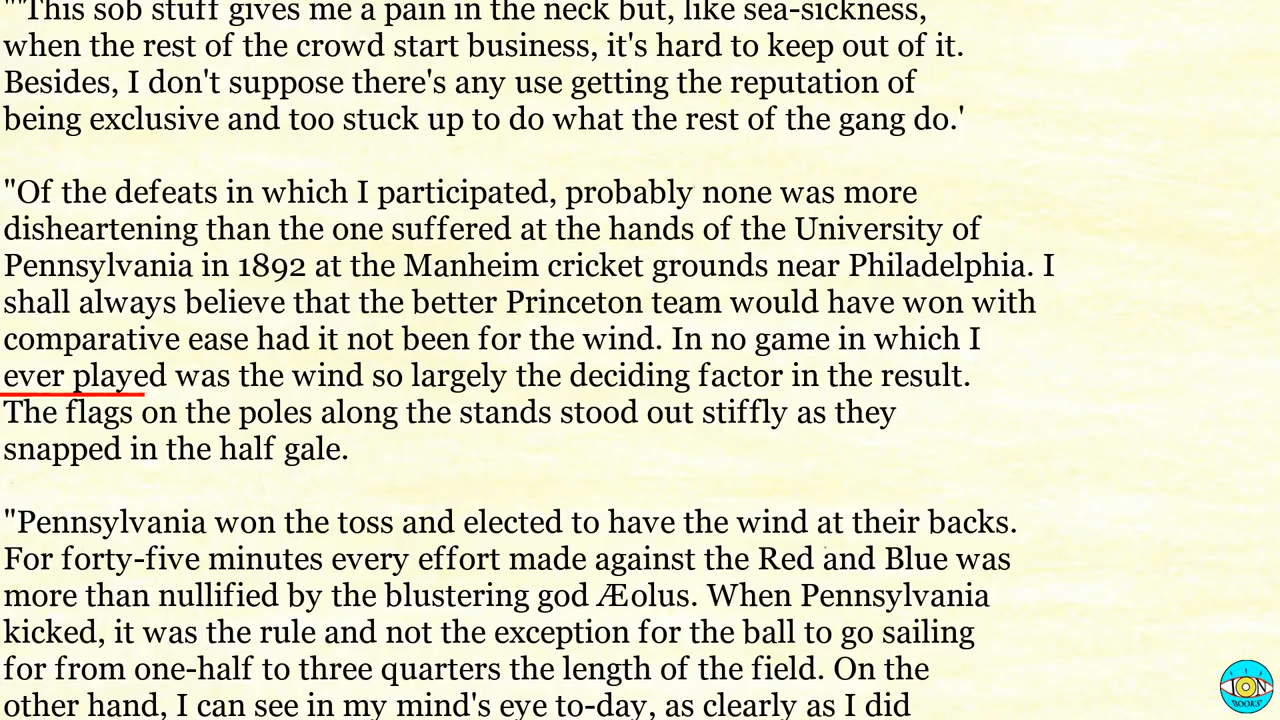 "'This sob stuff gives me a pain in the neck but, like sea-sickness,
when the rest of the crowd start business, it's hard to keep out of it.
Besides, I don't suppose there's any use getting the reputation of
being exclusive and too stuck up to do what the rest of the gang do.'
"Of the defeats in which I participated, probably none was more
disheartening than the one suffered at the hands of the University of
Pennsylvania in 1892 at the Manheim cricket grounds near Philadelphia. I
shall always believe that the better Princeton team would have won with
comparative ease had it not been for the wind. In no game in which I
ever played was the wind so largely the deciding factor in the result.
The flags on the poles along the stands stood out stiffly as they
snapped in the half gale.
"Pennsylvania won the toss and elected to have the wind at their backs.
For forty-five minutes every effort made against the Red and Blue was
more than nullified by the blustering god Æolus. When Pennsylvania
kicked, it was the rule and not the exception for the ball to go sailing
for from one-half to three quarters the length of the field. On the
other hand, I can see in my mind's eye to-day, as clearly as I did
ION
BOOKS